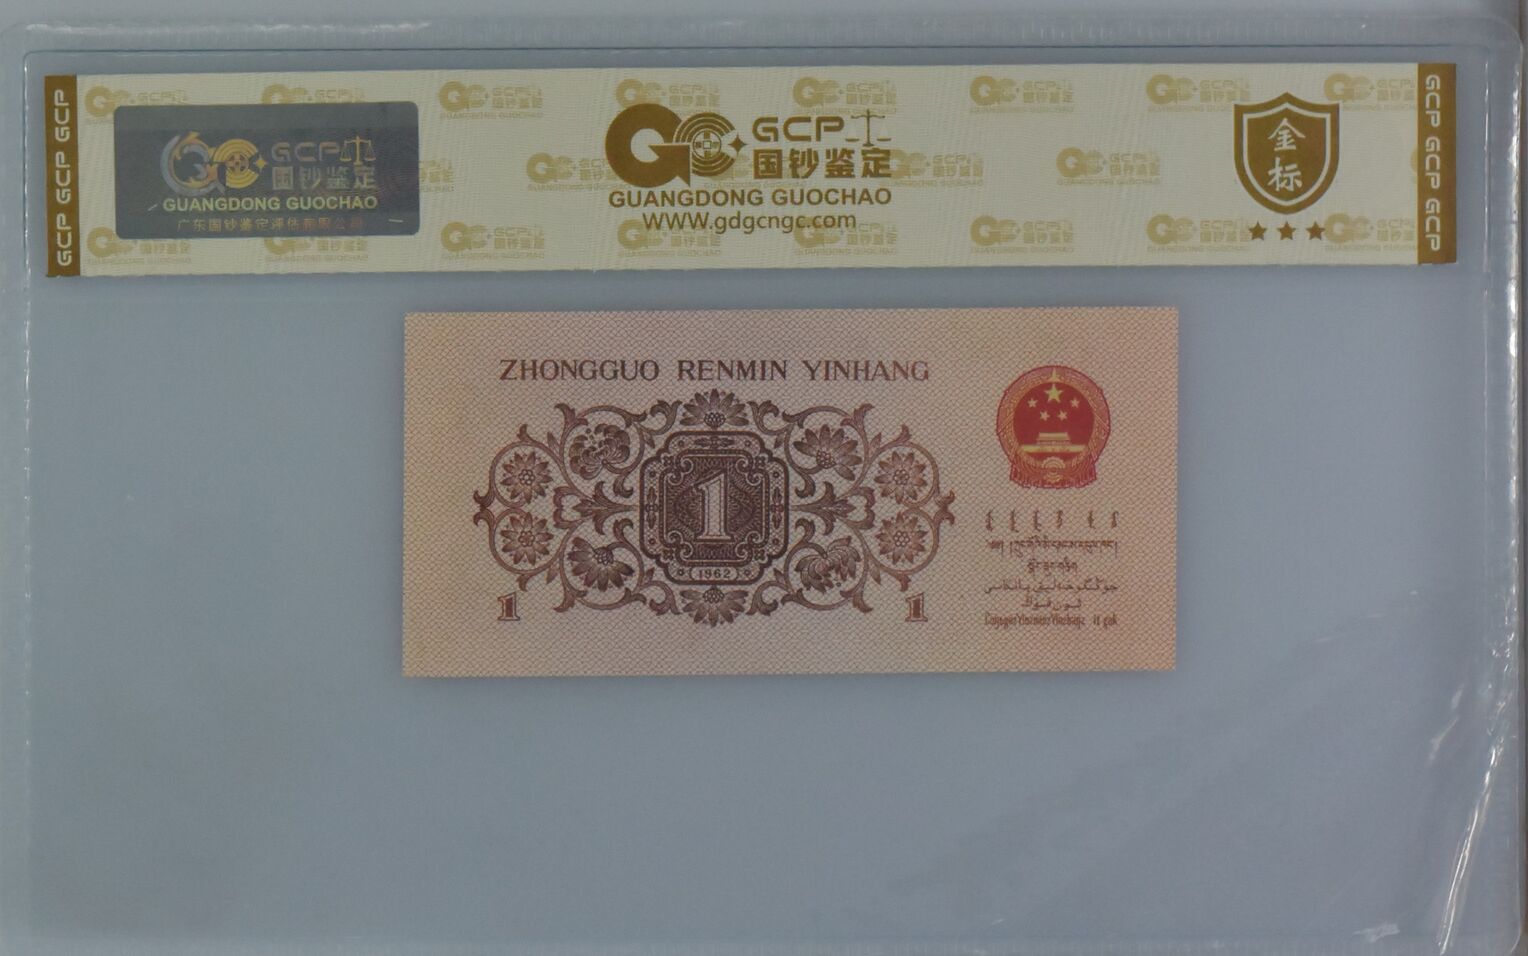 GCP GCP GCP
GCP
国钞鉴定
GUANGDONG GUOCHAO
广东国钞鉴定评估有限公司
GCP
国钞鉴定
GUANGDONG GUOCHAO
WWW.gdgcngc.com
金
标
GCP GCP GCP
ZHONGGUO RENMIN YINHANG
1
1962
1
1